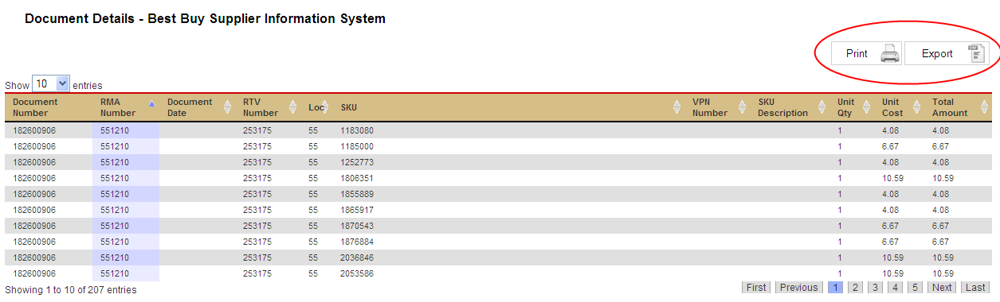 Document Details - Best Buy Supplier Information System
Print Export
Show 10 entries
Document Number RMA Number Document Date RTV Number Loc SKU VPN Number SKU Description Unit Qty Unit Cost Total Amount
182600906 551210 253175 55 1183080 1 4.08 4.08
182600906 551210 253175 55 1185000 1 6.67 6.67
182600906 551210 253175 55 1252773 1 4.08 4.08
182600906 551210 253175 55 1806351 1 10.59 10.59
182600906 551210 253175 55 1855889 1 4.08 4.08
182600906 551210 253175 55 1865917 1 4.08 4.08
182600906 551210 253175 55 1870543 1 6.67 6.67
182600906 551210 253175 55 1876884 1 6.67 6.67
182600906 551210 253175 55 2036846 1 10.59 10.59
182600906 551210 253175 55 2053586 1 10.59 10.59
Showing 1 to 10 of 207 entries First Previous 1 2 3 4 5 Next Last